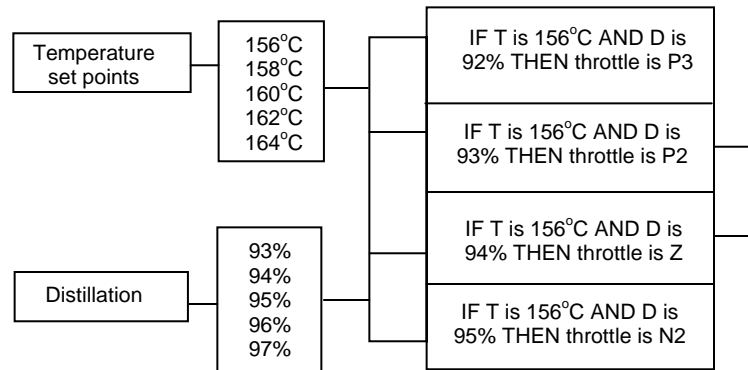 Temperature
set points
156°C
158°C
160°C
162°C
164°C
IF T is 156°C AND D is
92% THEN throttle is P3
IF T is 156°C AND D is
93% THEN throttle is P2
IF T is 156°C AND D is
94% THEN throttle is Z
IF T is 156°C AND D is
95% THEN throttle is N2
Distillation
93%
94%
95%
96%
97%